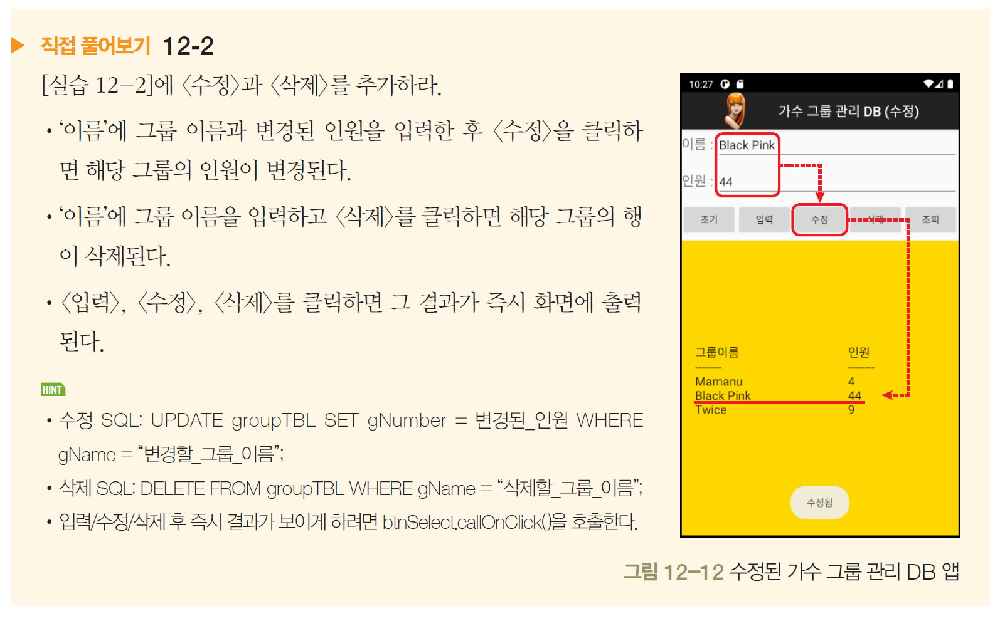 직접 풀어보기 12-2
[실습 12-2]에 〈수정〉과 〈삭제〉를 추가하라.
• ‘이름’에 그룹 이름과 변경된 인원을 입력한 후 〈수정〉을 클릭하
면 해당 그룹의 인원이 변경된다.
• ‘이름’에 그룹 이름을 입력하고 〈삭제〉를 클릭하면 해당 그룹의 행
이 삭제된다.
• 〈입력〉, 〈수정〉, 〈삭제〉를 클릭하면 그 결과가 즉시 화면에 출력
된다.
HINT
• 수정 SQL: UPDATE groupTBL SET gNumber = 변경된_인원 WHERE
gName = “변경할_그룹_이름”;
• 삭제 SQL: DELETE FROM groupTBL WHERE gName = “삭제할_그룹_이름”;
• 입력/수정/삭제 후 즉시 결과가 보이게 하려면 btnSelect.callOnClick()을 호출한다.
10:27
가수 그룹 관리 DB (수정)
이름 : Black Pink
인원 : 44
초기 입력 수정 삭제 조회
그룹이름 인원
-------- --------
Mamanu 4
Black Pink 44
Twice 9
수정됨
그림 12-12 수정된 가수 그룹 관리 DB 앱